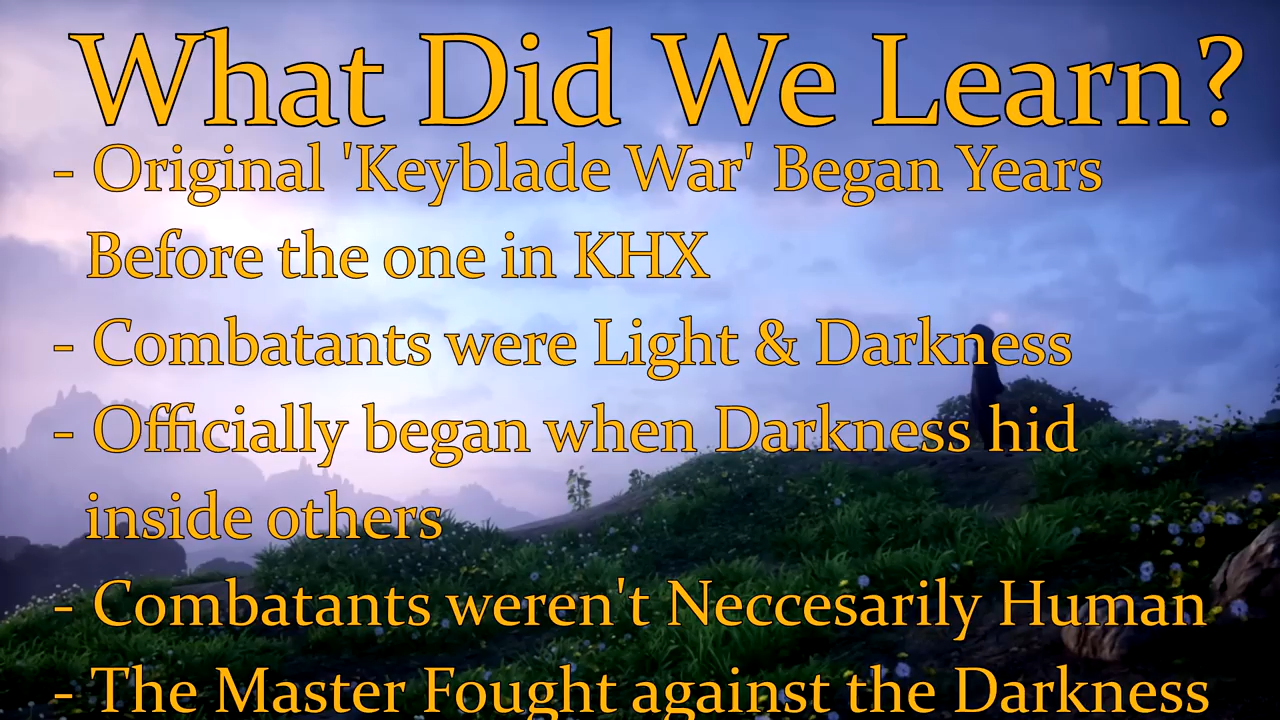 What Did We Learn?
- Original 'Keyblade War' Began Years
Before the one in KHX
- Combatants were Light & Darkness
- Officially began when Darkness hid
inside others
- Combatants weren't Neccesarily Human
- The Master Fought against the Darkness